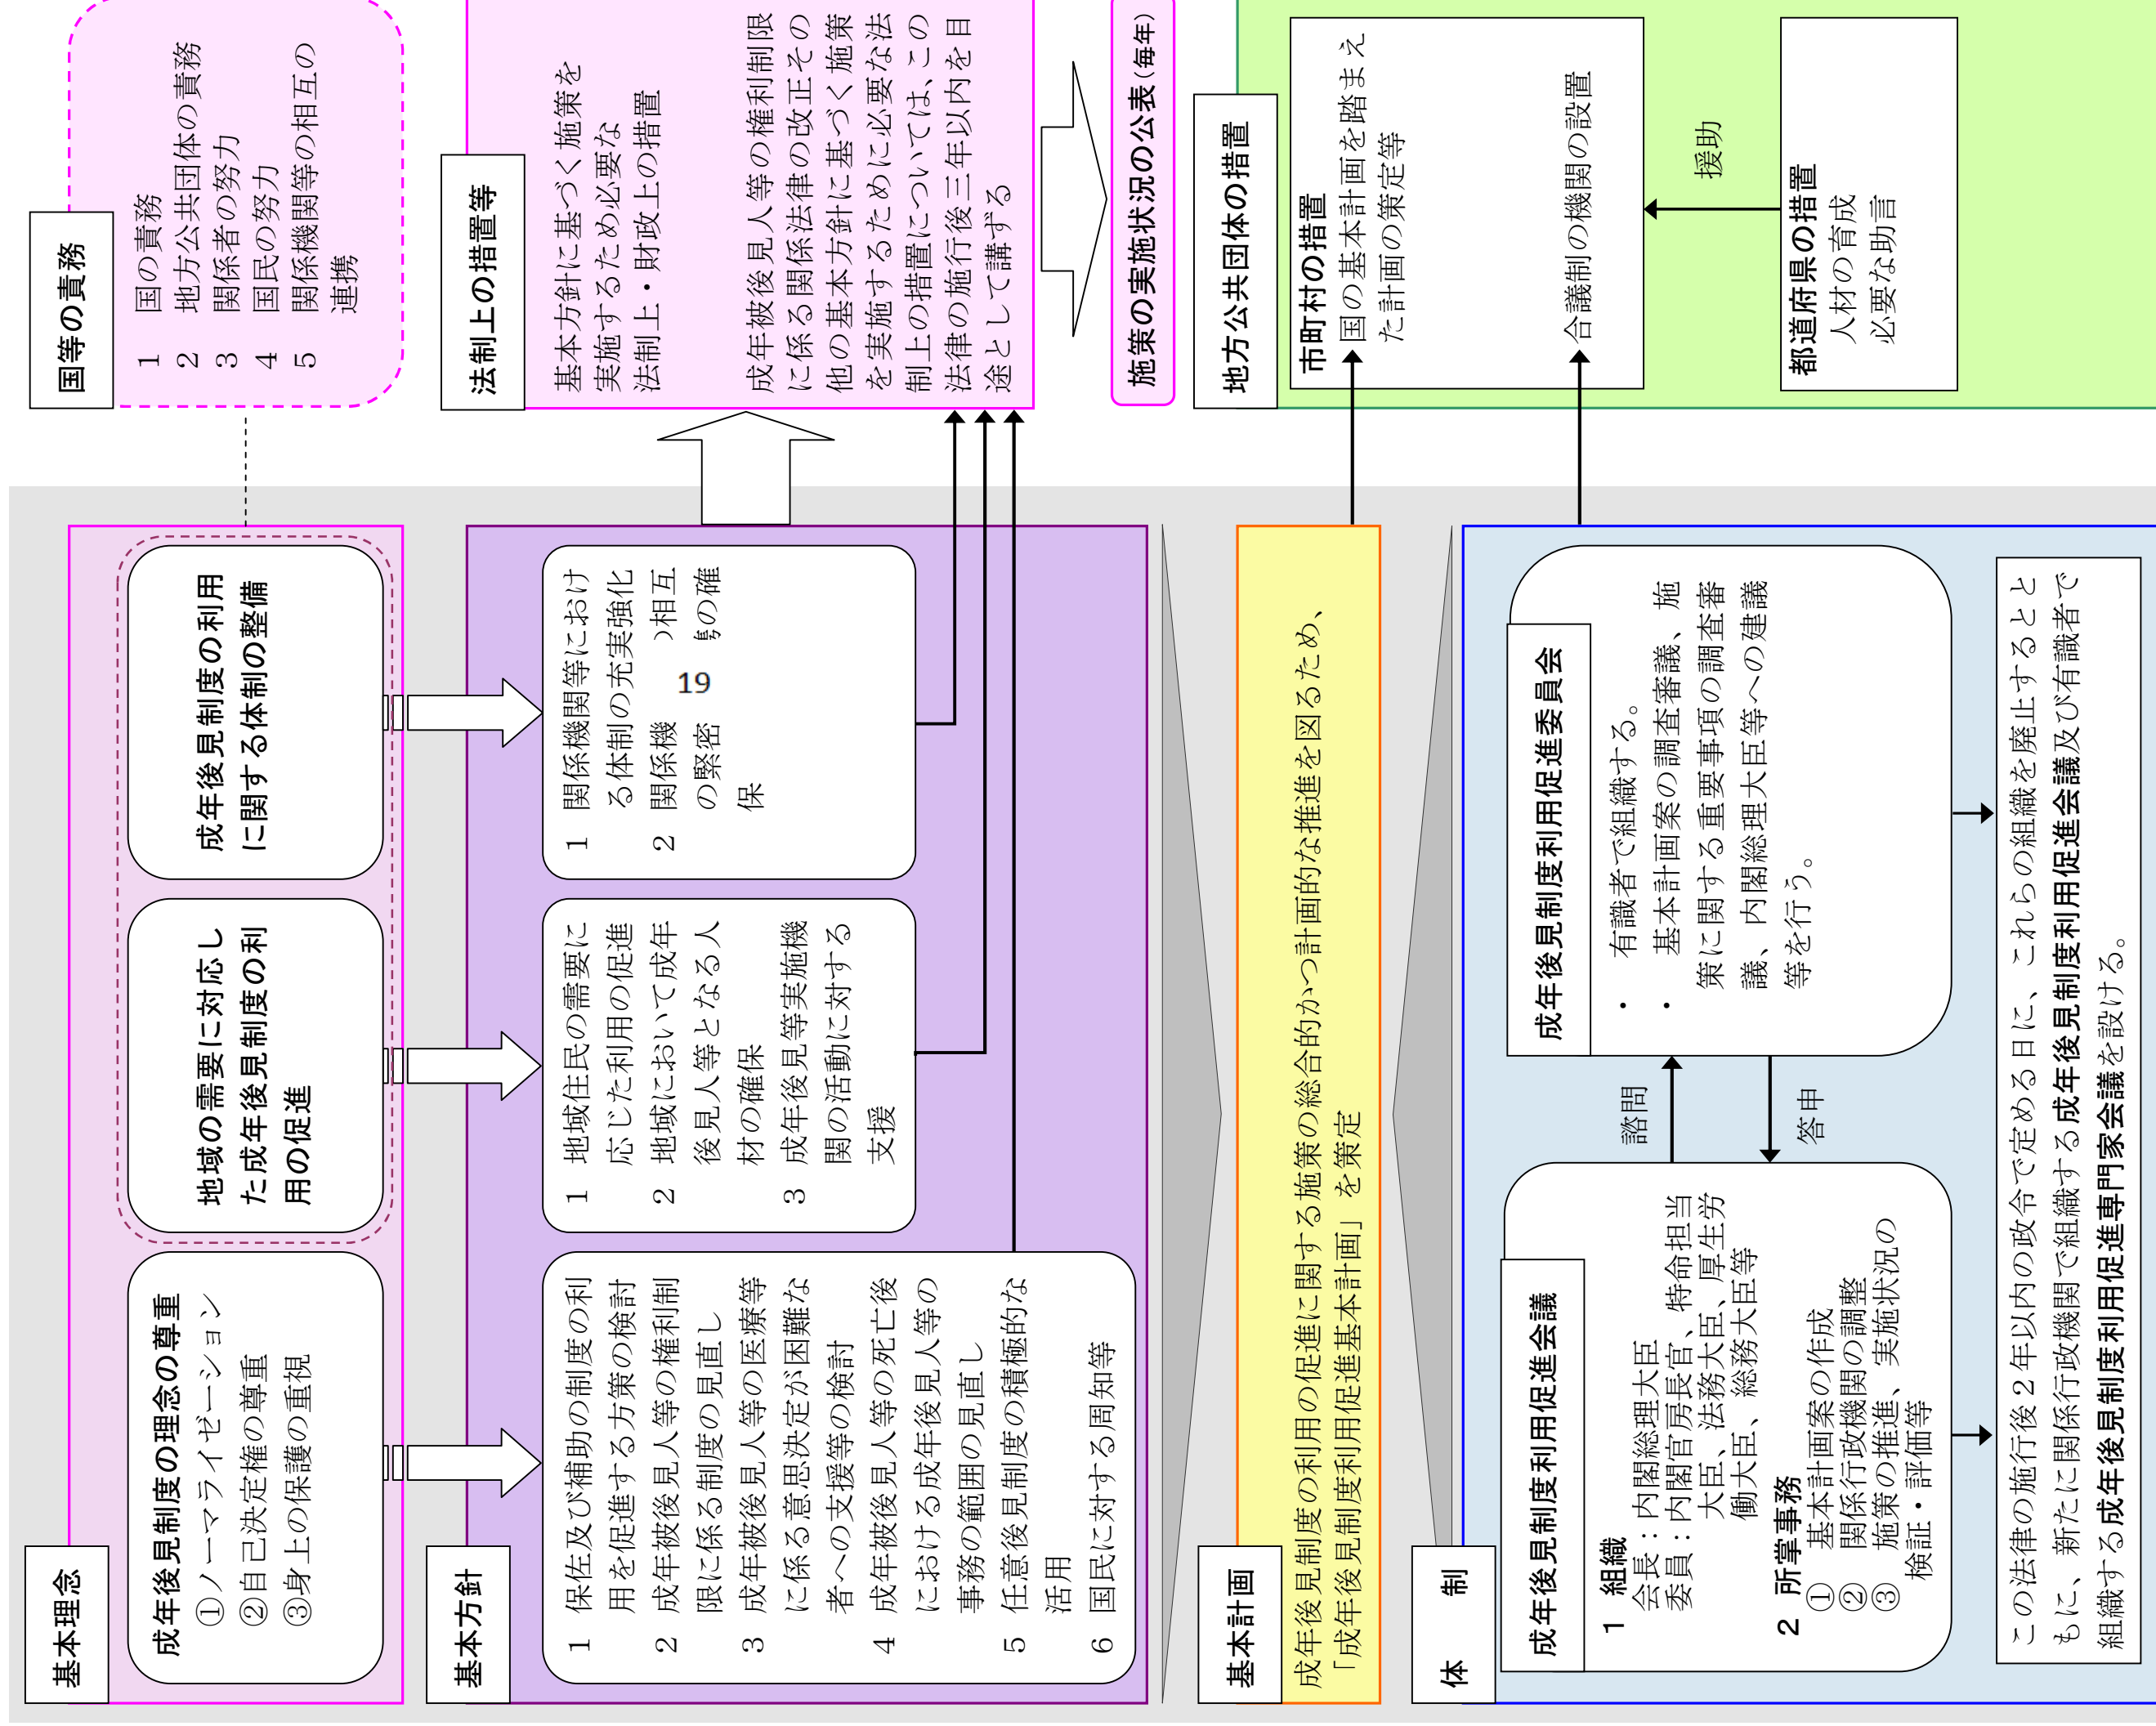 基本理念
成年後見制度の理念の尊重
①ノーマライゼーション
②自己決定権の尊重
③身上の保護の重視
地域の需要に対応し
た成年後見制度の利
用の促進
成年後見制度の利用
に関する体制の整備
国等の責務
1 国の責務
2 地方公共団体の責務
3 関係者の努力
4 国民の努力
5 関係機関等の相互の
連携
基本方針
1 保佐及び補助の制度の利
用を促進する方策の検討
2 成年被後見人等の権利制
限に係る制度の見直し
3 成年被後見人等の医療等
に係る意思決定が困難な
者への支援等の検討
4 成年被後見人等の死亡後
における成年後見人等の
事務の範囲の見直し
5 任意後見制度の積極的な
活用
6 国民に対する周知等
1 地域住民の需要に
応じた利用の促進
2 地域において成年
後見人等となる人
材の確保
3 成年後見等実施機
関の活動に対する
支援
1 関係機関等におけ
る体制の充実強化
2 関係機 相互
の緊密 の確
保
19
法制上の措置等
基本方針に基づく施策を
実施するため必要な
法制上・財政上の措置
成年被後見人等の権利制限
に係る関係法律の改正その
他の基本方針に基づく施策
を実施するために必要な法
制上の措置については、この
法律の施行後三年以内を目
途として講ずる
施策の実施状況の公表(毎年)
基本計画
成年後見制度の利用の促進に関する施策の総合的かつ計画的な推進を図るため、
「成年後見制度利用促進基本計画」を策定
体 制
成年後見制度利用促進会議
1 組織
会長:内閣総理大臣
委員:内閣官房長官、特命担当
大臣、法務大臣、厚生労
働大臣、総務大臣等
2 所掌事務
① 基本計画案の作成
② 関係行政機関の調整
③ 施策の推進、実施状況の
検証・評価等
諮問
答申
成年後見制度利用促進委員会
・ 有識者で組織する。
・ 基本計画案の調査審議、施
策に関する重要事項の調査審
議、内閣総理大臣等への建議
等を行う。
この法律の施行後2年以内の政令で定める日に、これらの組織を廃止するとと
もに、新たに関係行政機関で組織する成年後見制度利用促進会議及び有識者で
組織する成年後見制度利用促進専門家会議を設ける。
地方公共団体の措置
市町村の措置
国の基本計画を踏まえ
た計画の策定等
合議制の機関の設置
援助
都道府県の措置
人材の育成
必要な助言